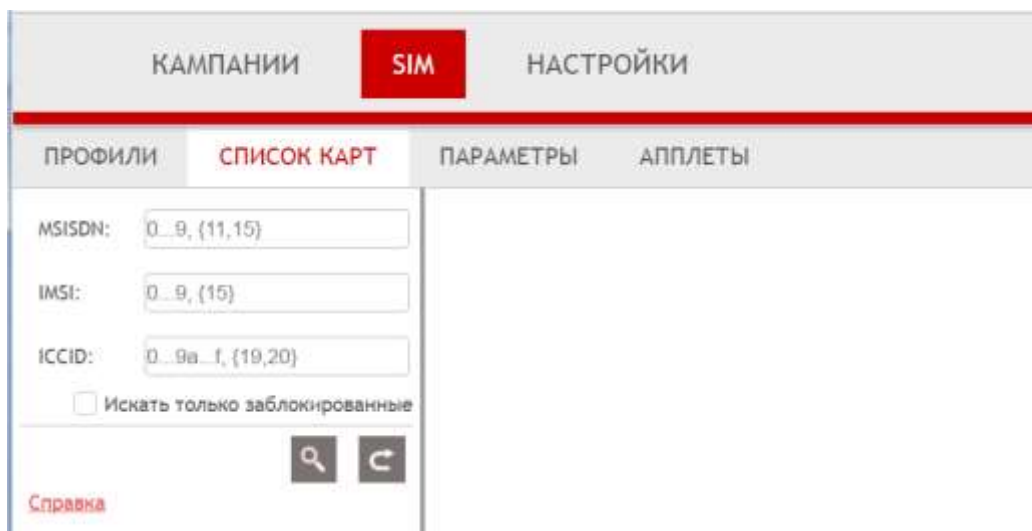 КАМПАНИИ SIM НАСТРОЙКИ
ПРОФИЛИ СПИСОК КАРТ ПАРАМЕТРЫ АППЛЕТЫ
MSISDN: 0...9, {11,15}
IMSI: 0...9, {15}
ICCID: 0...9a...f, {19,20}
Искать только заблокированные
Справка